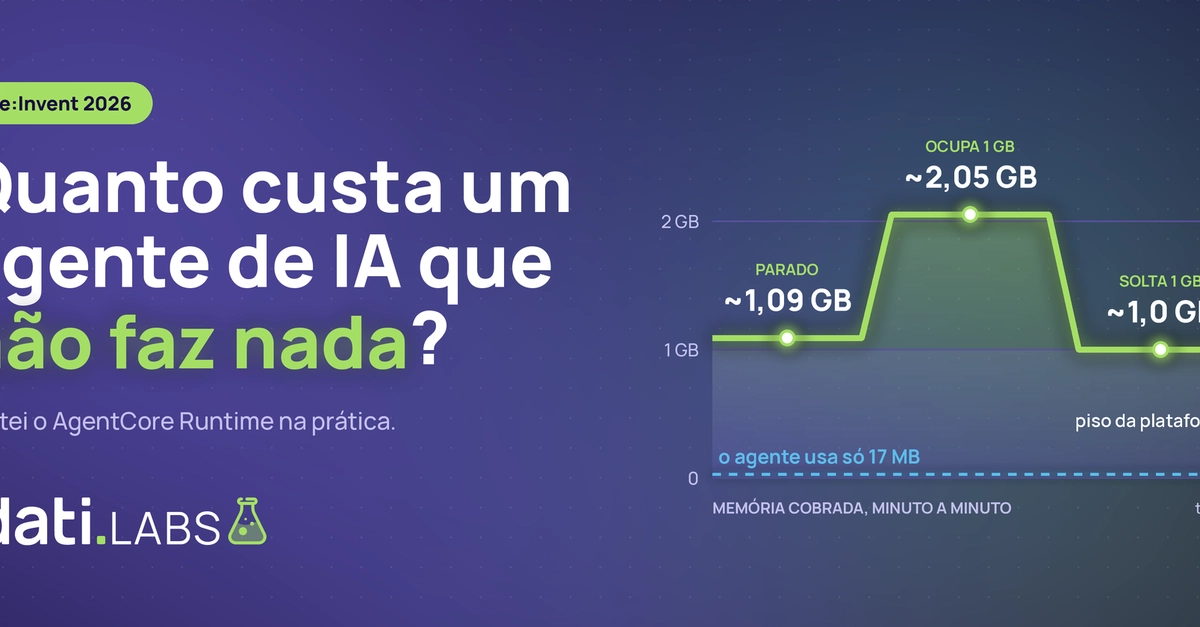 e:Invent 2026
Quanto custa um
gente de IA que
não faz nada?
tei o AgentCore Runtime na prática.
dati.LABS
OCUPA 1 GB
~2,05 GB
2 GB
PARADO
~1,09 GB
SOLTA 1 GB
~1,0 GB
1 GB
piso da platafo
o agente usa só 17 MB
0
MEMÓRIA COBRADA, MINUTO A MINUTO
t